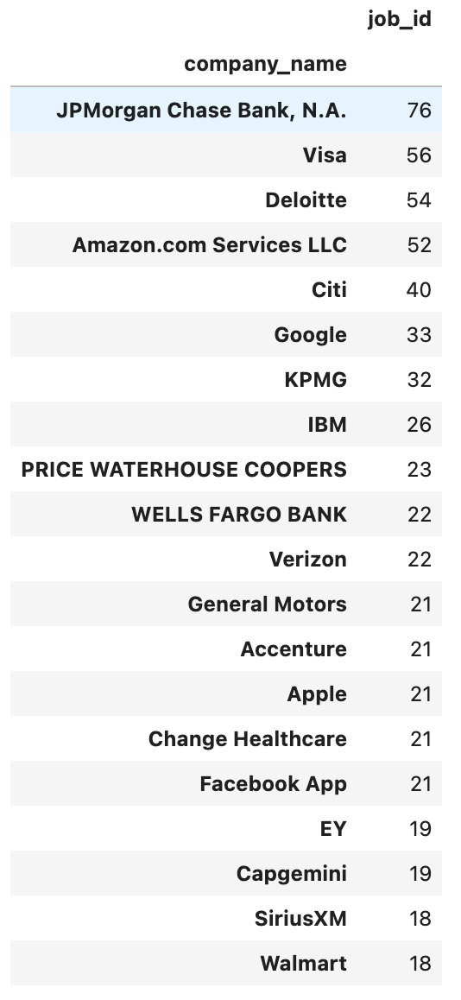 job_id
company_name
JPMorgan Chase Bank, N.A. 76
Visa 56
Deloitte 54
Amazon.com Services LLC 52
Citi 40
Google 33
KPMG 32
IBM 26
PRICE WATERHOUSE COOPERS 23
WELLS FARGO BANK 22
Verizon 22
General Motors 21
Accenture 21
Apple 21
Change Healthcare 21
Facebook App 21
EY 19
Capgemini 19
SiriusXM 18
Walmart 18